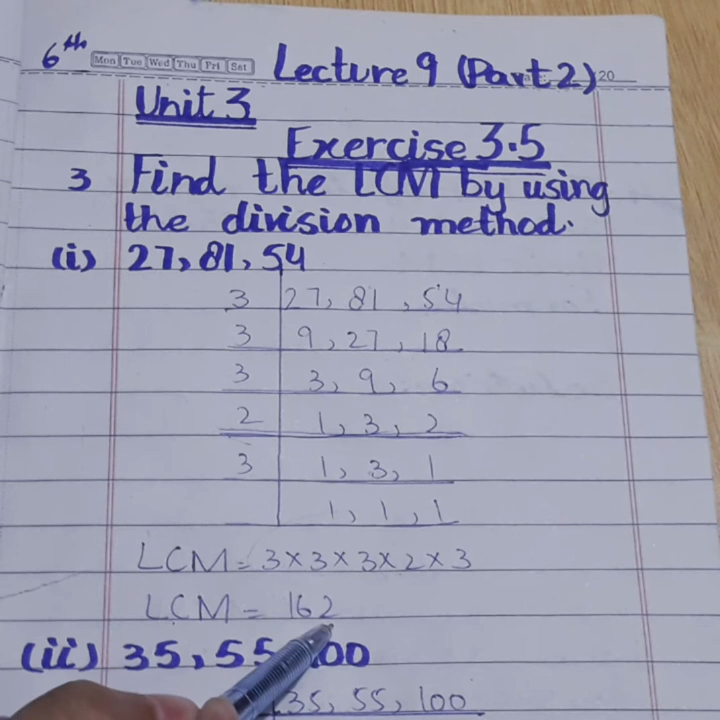 6th Mon Tue Wed Thu Fri Sat Lecture 9 (Part 2) 20
Unit 3
Exercise 3.5
3 Find the LCM by using
the division method.
(i) 27, 81, 54
3 27, 81, 54
3 9, 27, 18
3 3, 9, 6
2 1, 3, 2
3 1, 3, 1
1, 1, 1
LCM = 3×3×3×2×3
LCM = 162
(ii) 35, 55, 100
35, 55, 100